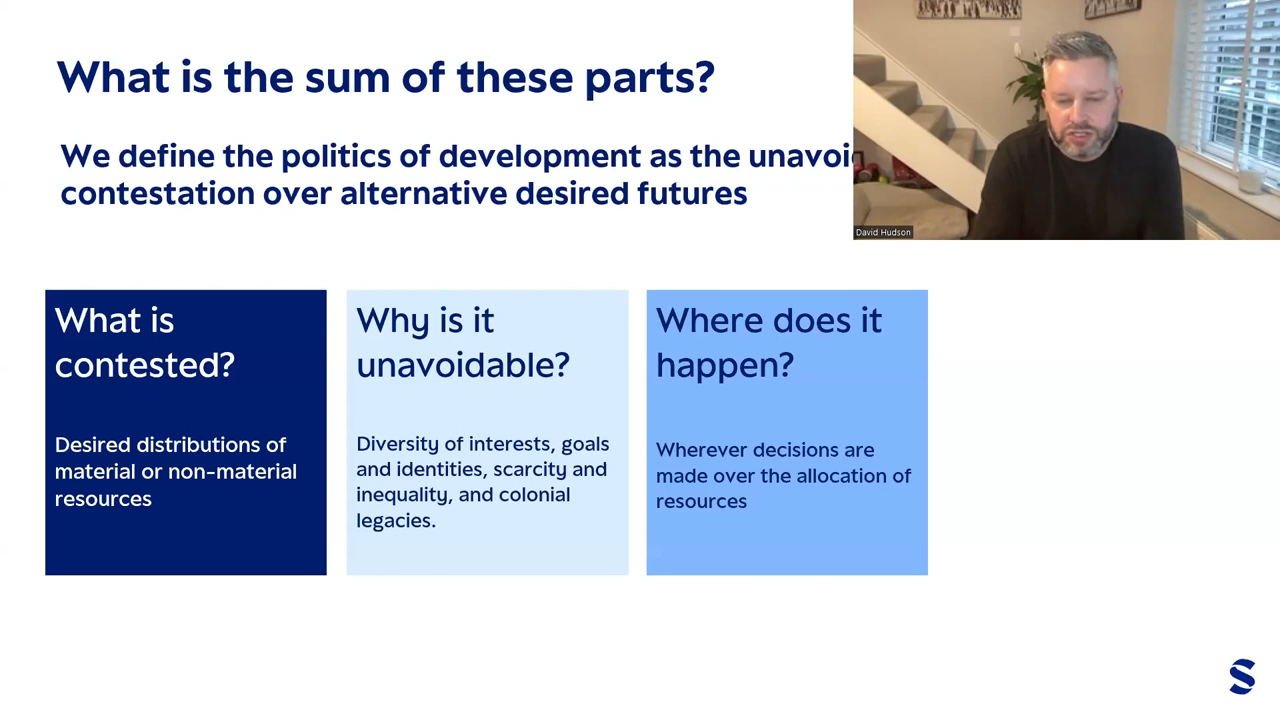 What is the sum of these parts?
We define the politics of development as the
contestation over alternative desired futures
David Hudson
What is
contested?
Desired distributions of
material or non-material
resources
Why is it
unavoidable?
Diversity of interests, goals
and identities, scarcity and
inequality, and colonial
legacies.
Where does it
happen?
Wherever decisions are
made over the allocation of
resources
S